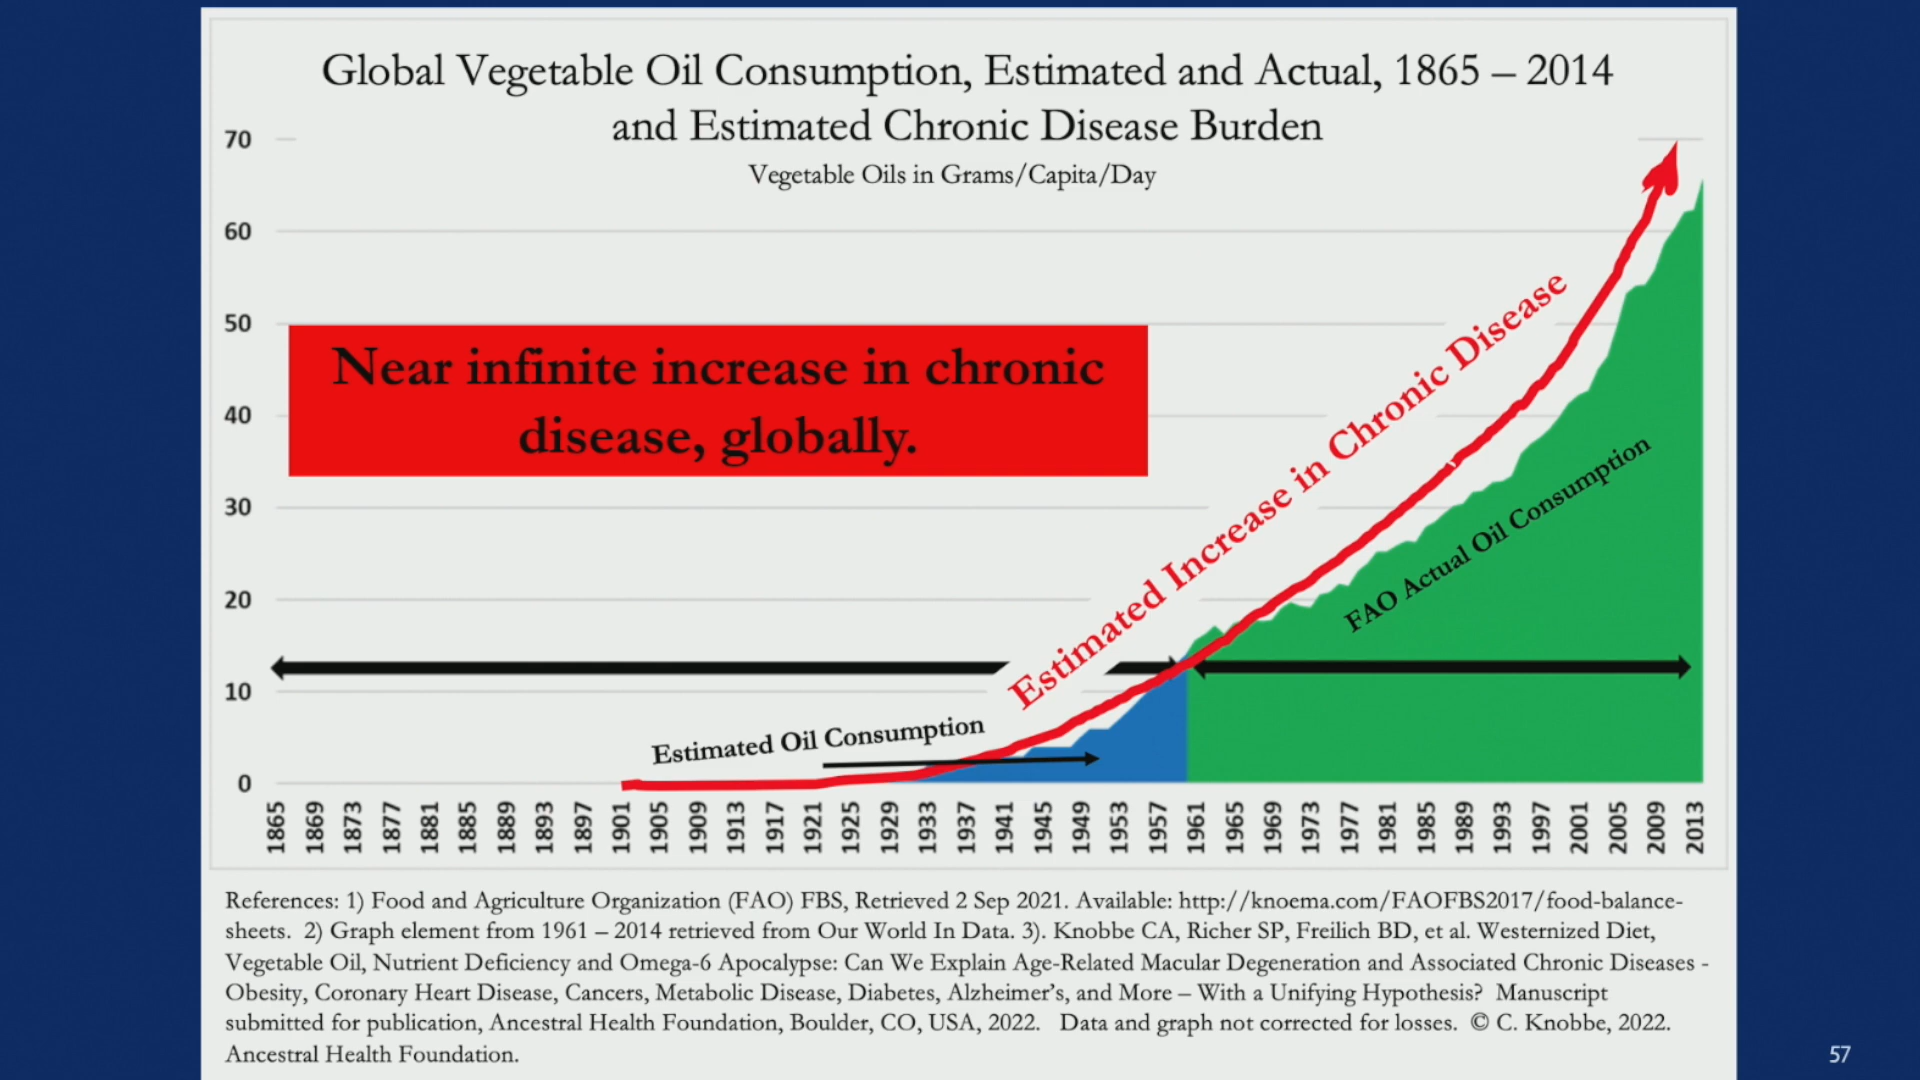 Global Vegetable Oil Consumption, Estimated and Actual, 1865 – 2014
and Estimated Chronic Disease Burden
Vegetable Oils in Grams/Capita/Day
70
60
50
40
30
20
10
0
Near infinite increase in chronic
disease, globally.
Estimated Increase in Chronic Disease
FAO Actual Oil Consumption
Estimated Oil Consumption
1865 1869 1873 1877 1881 1885 1889 1893 1897 1901 1905 1909 1913 1917 1921 1925 1929 1933 1937 1941 1945 1949 1953 1957 1961 1965 1969 1973 1977 1981 1985 1989 1993 1997 2001 2005 2009 2013
References: 1) Food and Agriculture Organization (FAO) FBS, Retrieved 2 Sep 2021. Available: http://knoema.com/FAOFBS2017/food-balance-
sheets. 2) Graph element from 1961 – 2014 retrieved from Our World In Data. 3). Knobbe CA, Richer SP, Freilich BD, et al. Westernized Diet,
Vegetable Oil, Nutrient Deficiency and Omega-6 Apocalypse: Can We Explain Age-Related Macular Degeneration and Associated Chronic Diseases -
Obesity, Coronary Heart Disease, Cancers, Metabolic Disease, Diabetes, Alzheimer's, and More – With a Unifying Hypothesis? Manuscript
submitted for publication, Ancestral Health Foundation, Boulder, CO, USA, 2022. Data and graph not corrected for losses. © C. Knobbe, 2022.
Ancestral Health Foundation.
57